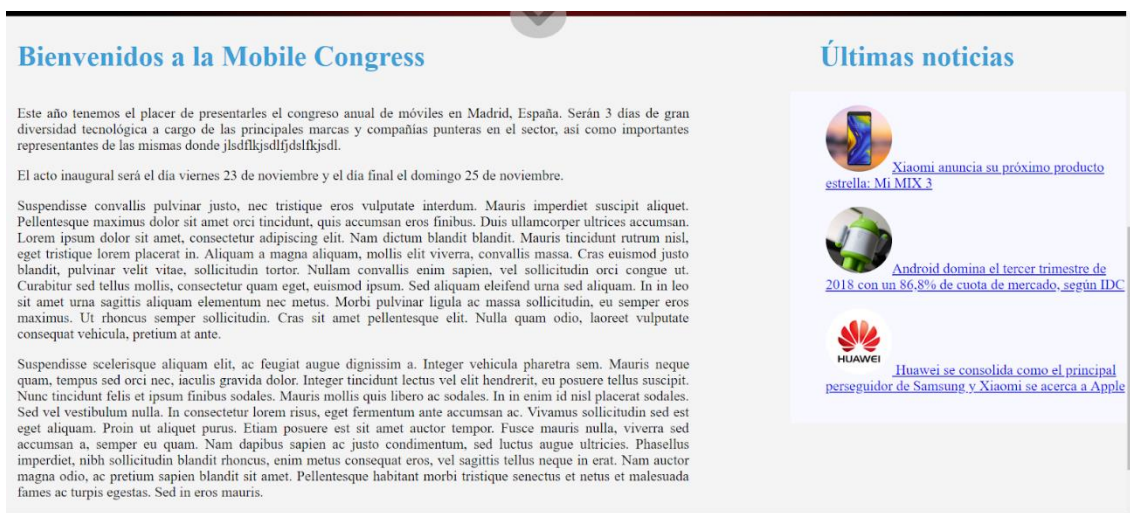 Bienvenidos a la Mobile Congress
Este año tenemos el placer de presentarles el congreso anual de móviles en Madrid, España. Serán 3 días de gran
diversidad tecnológica a cargo de las principales marcas y compañías punteras en el sector, así como importantes
representantes de las mismas donde jlsdflkjsdlfjdslfkjsdl.
El acto inaugural será el día viernes 23 de noviembre y el día final el domingo 25 de noviembre.
Suspendisse convallis pulvinar justo, nec tristique eros vulputate interdum. Mauris imperdiet suscipit aliquet.
Pellentesque maximus dolor sit amet orci tincidunt, quis accumsan eros finibus. Duis ullamcorper ultrices accumsan.
Lorem ipsum dolor sit amet, consectetur adipiscing elit. Nam dictum blandit blandit. Mauris tincidunt rutrum nisl,
eget tristique lorem placerat in. Aliquam a magna aliquam, mollis elit viverra, convallis massa. Cras euismod justo
blandit, pulvinar velit vitae, sollicitudin tortor. Nullam convallis enim sapien, vel sollicitudin orci congue ut.
Curabitur sed tellus mollis, consectetur quam eget, euismod ipsum. Sed aliquam eleifend urna sed aliquam. In in leo
sit amet urna sagittis aliquam elementum nec metus. Morbi pulvinar ligula ac massa sollicitudin, eu semper eros
maximus. Ut rhoncus semper sollicitudin. Cras sit amet pellentesque elit. Nulla quam odio, laoreet vulputate
consequat vehicula, pretium at ante.
Suspendisse scelerisque aliquam elit, ac feugiat augue dignissim a. Integer vehicula pharetra sem. Mauris neque
quam, tempus sed orci nec, iaculis gravida dolor. Integer tincidunt lectus vel elit hendrerit, eu posuere tellus suscipit.
Nunc tincidunt felis et ipsum finibus sodales. Mauris mollis quis libero ac sodales. In in enim id nisl placerat sodales.
Sed vel vestibulum nulla. In consectetur lorem risus, eget fermentum ante accumsan ac. Vivamus sollicitudin sed est
eget aliquam. Proin ut aliquet purus. Etiam posuere est sit amet auctor tempor. Fusce mauris nulla, viverra sed
accumsan a, semper eu quam. Nam dapibus sapien ac justo condimentum, sed luctus augue ultricies. Phasellus
imperdiet, nibh sollicitudin blandit rhoncus, enim metus consequat eros, vel sagittis tellus neque in erat. Nam auctor
magna odio, ac pretium sapien blandit sit amet. Pellentesque habitant morbi tristique senectus et netus et malesuada
fames ac turpis egestas. Sed in eros mauris.
Últimas noticias
Xiaomi anuncia su próximo producto
estrella: Mi MIX 3
Android domina el tercer trimestre de
2018 con un 86,8% de cuota de mercado, según IDC
HUAWEI
Huawei se consolida como el principal
perseguidor de Samsung y Xiaomi se acerca a Apple